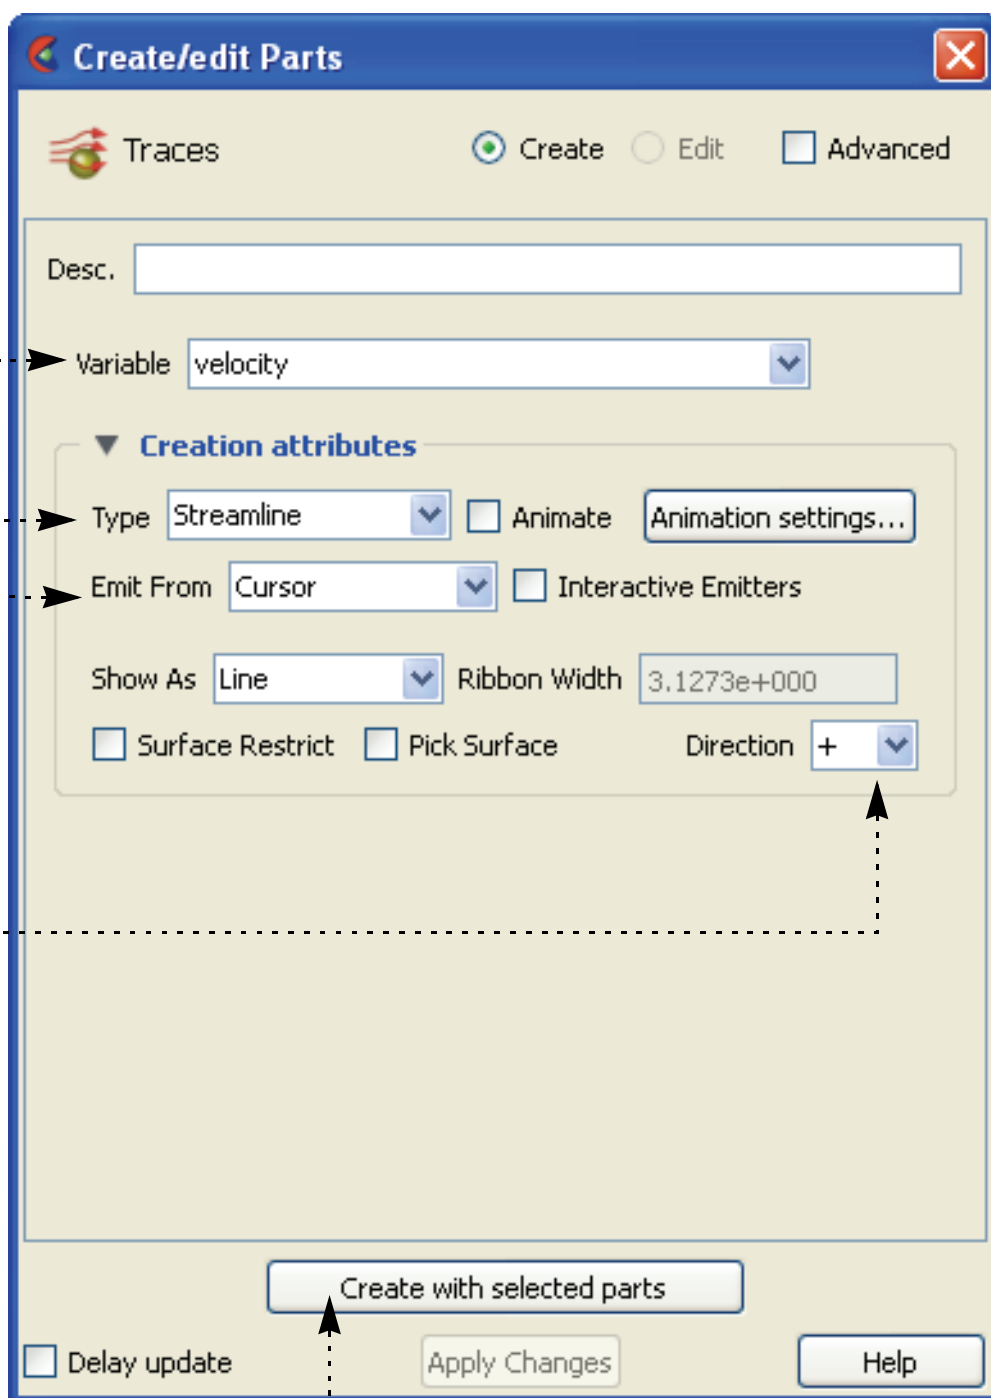 Create/edit Parts
Traces Create Edit Advanced
Desc.
Variable velocity
Creation attributes
Type Streamline Animate Animation settings...
Emit From Cursor Interactive Emitters
Show As Line Ribbon Width 3.1273e+000
Surface Restrict Pick Surface Direction +
Create with selected parts
Delay update Apply Changes Help